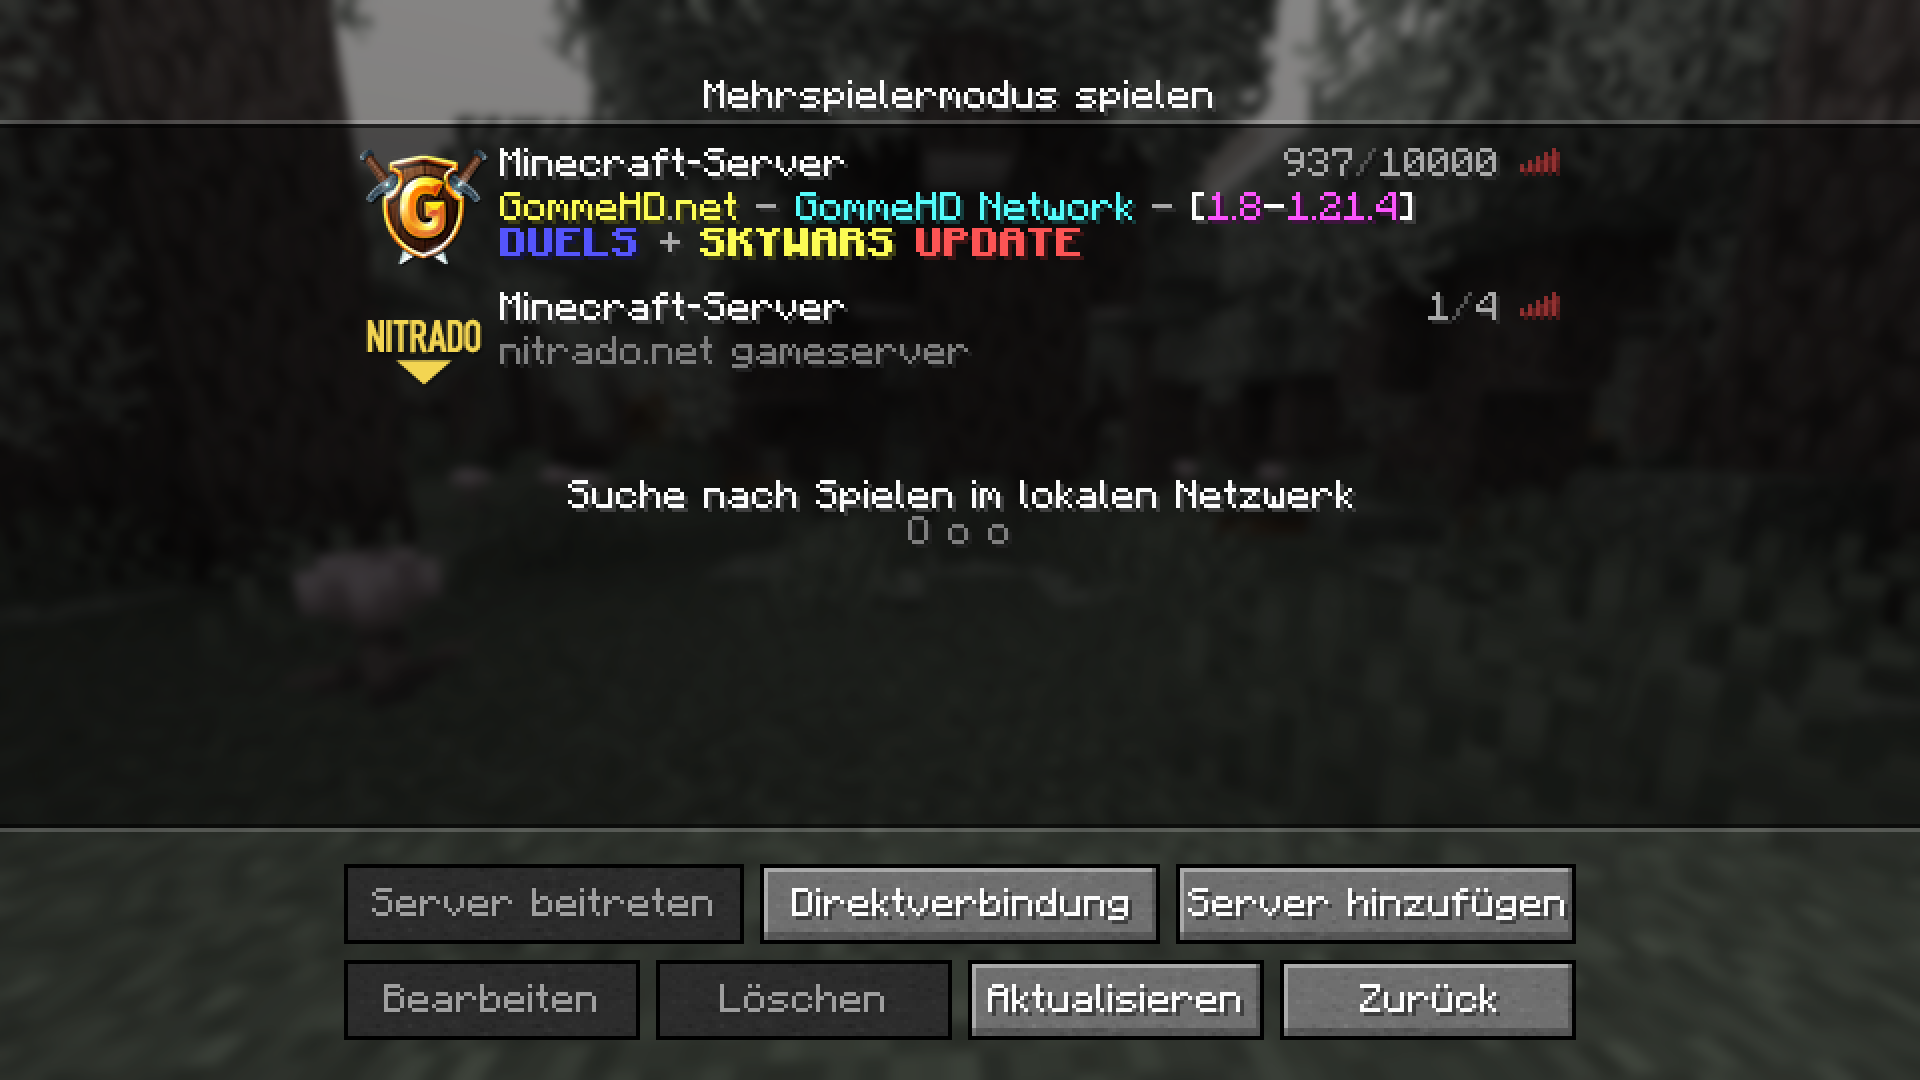 Mehrspielermodus spielen
Minecraft-Server 937/10000
GommeHD.net - GommeHD Network - [1.8-1.21.4]
DUELS + SKYWARS UPDATE
Minecraft-Server 1/4
NITRADO
nitrado.net gameserver
Suche nach Spielen im lokalen Netzwerk
O o o
Server beitreten Direktverbindung Server hinzufügen
Bearbeiten Löschen Aktualisieren Zurück